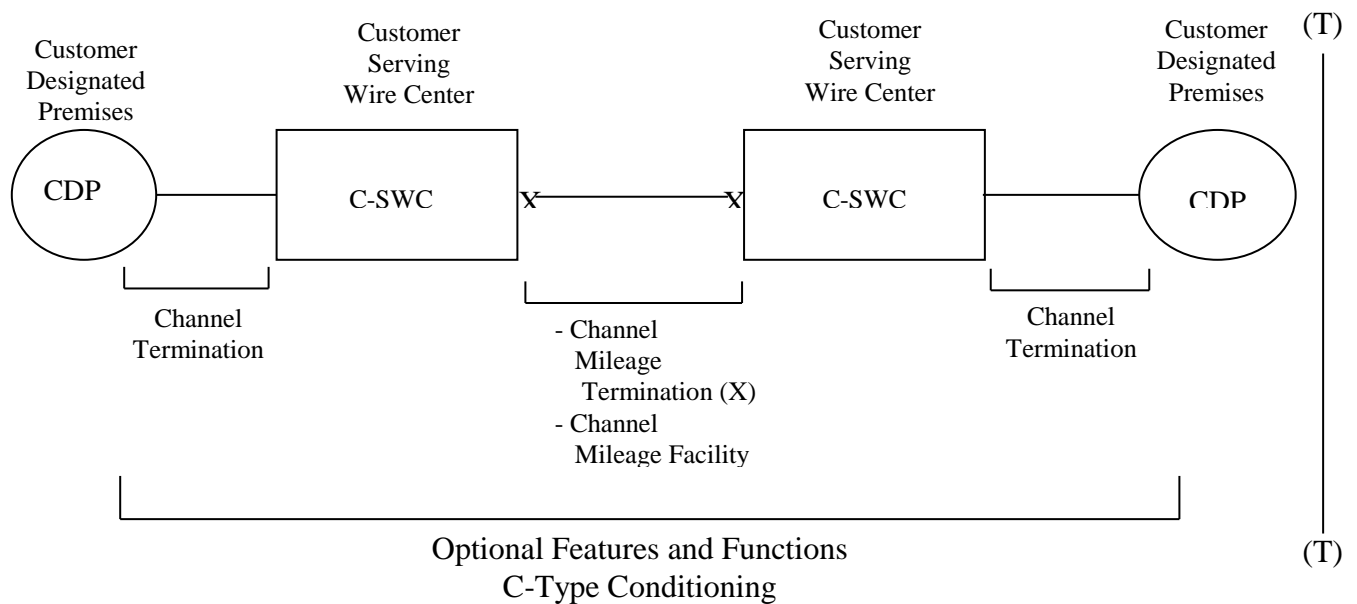 Customer
Designated
Premises
Customer
Serving
Wire Center
Customer
Serving
Wire Center
Customer
Designated
Premises
(T)
CDP
C-SWC
X
X
C-SWC
CDP
Channel
Termination
- Channel
Mileage
Termination (X)
- Channel
Mileage Facility
Channel
Termination
Optional Features and Functions
C-Type Conditioning
(T)